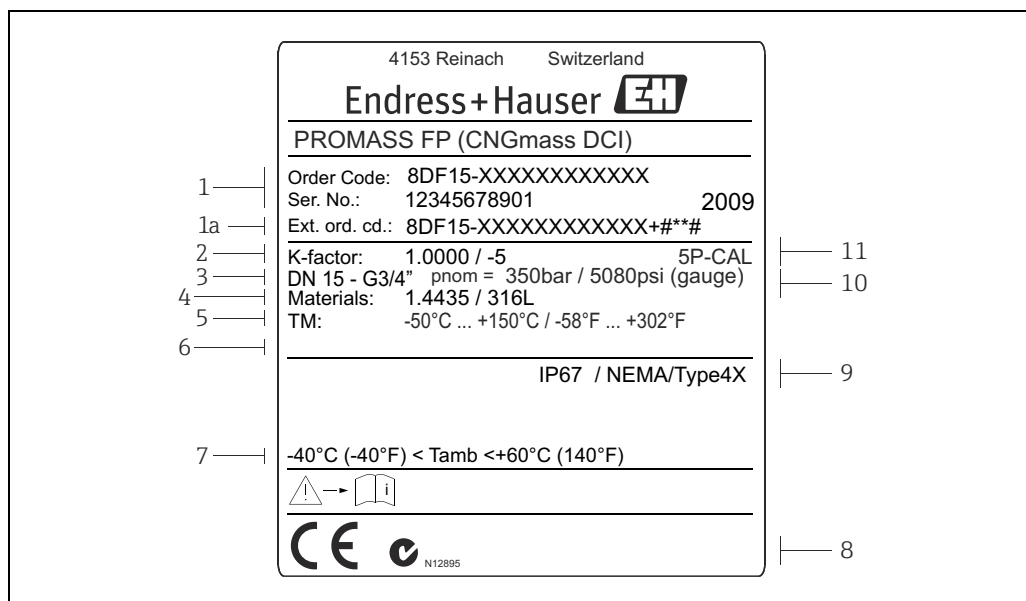 4153 Reinach Switzerland
Endress+Hauser EH
PROMASS FP (CNGmass DCI)
1 Order Code: 8DF15-XXXXXXXXXXXX
Ser. No.: 12345678901 2009
1a Ext. ord. cd.: 8DF15-XXXXXXXXXXXX+#**#
2 K-factor: 1.0000 / -5 5P-CAL 11
3 DN 15 - G3/4" pnom = 350bar / 5080psi (gauge) 10
4 Materials: 1.4435 / 316L
5 TM: -50°C ... +150°C / -58°F ... +302°F
6
IP67 / NEMA/Type4X 9
7 -40°C (-40°F) < Tamb <+60°C (140°F)
i
CE N12895 8